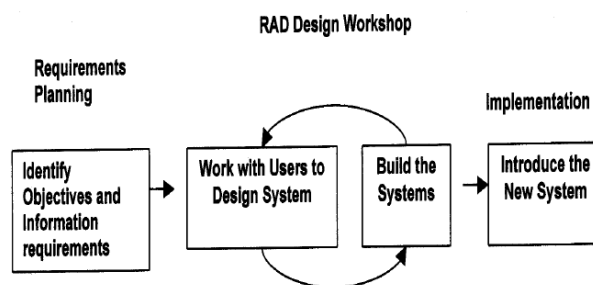 RAD Design Workshop
Requirements
Planning
Implementation
Identify
Objectives and
Information
requirements
Work with Users to
Design System
Build the
Systems
Introduce the
New System